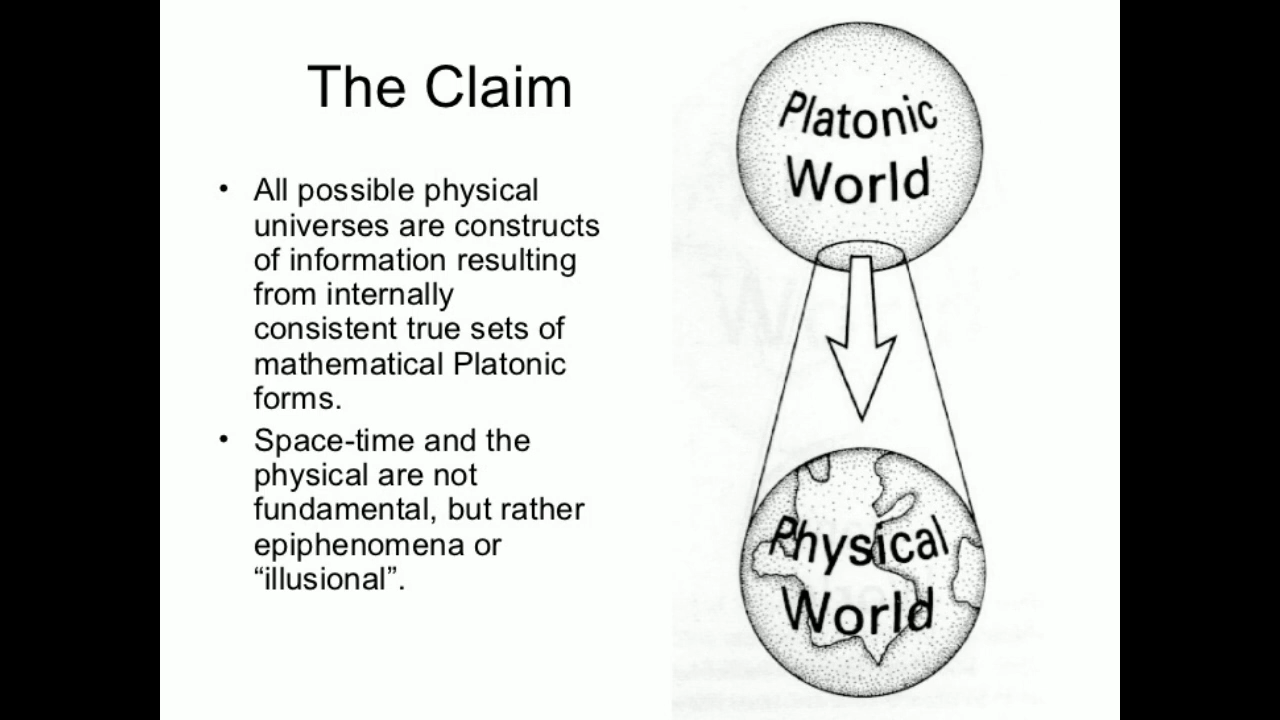 The Claim
• All possible physical
universes are constructs
of information resulting
from internally
consistent true sets of
mathematical Platonic
forms.
• Space-time and the
physical are not
fundamental, but rather
epiphenomena or
“illusional”.
Platonic
World
Physical
World